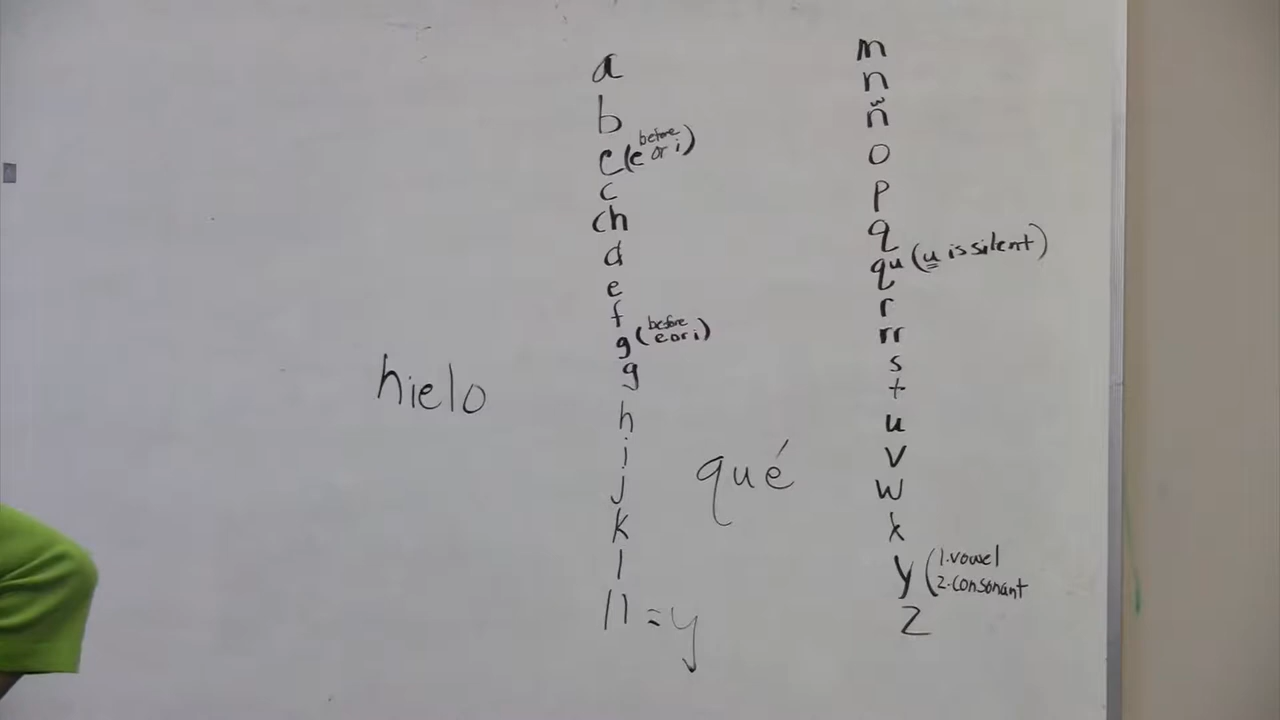 a
b
c (before e or i)
c
ch
d
e
f
g (before e or i)
g
h
i
j
k
l
ll = y
hielo
qué
m
n
ñ
o
p
q
qu (u is silent)
r
rr
s
t
u
v
w
x
y (1. vowel
2. consonant
z